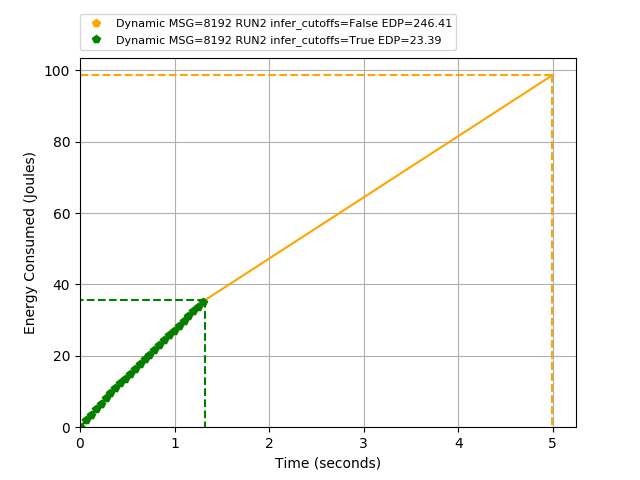 Dynamic MSG=8192 RUN2 infer_cutoffs=False EDP=246.41
Dynamic MSG=8192 RUN2 infer_cutoffs=True EDP=23.39
100
80
60
40
20
0
Energy Consumed (Joules)
0 1 2 3 4 5
Time (seconds)